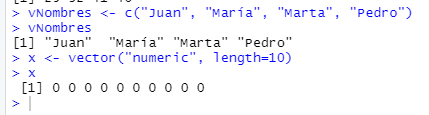 > vNombres <- c("Juan", "María", "Marta", "Pedro")
> vNombres
[1] "Juan"  "María" "Marta" "Pedro"
> x <- vector("numeric", length=10)
> x
 [1] 0 0 0 0 0 0 0 0 0 0
>